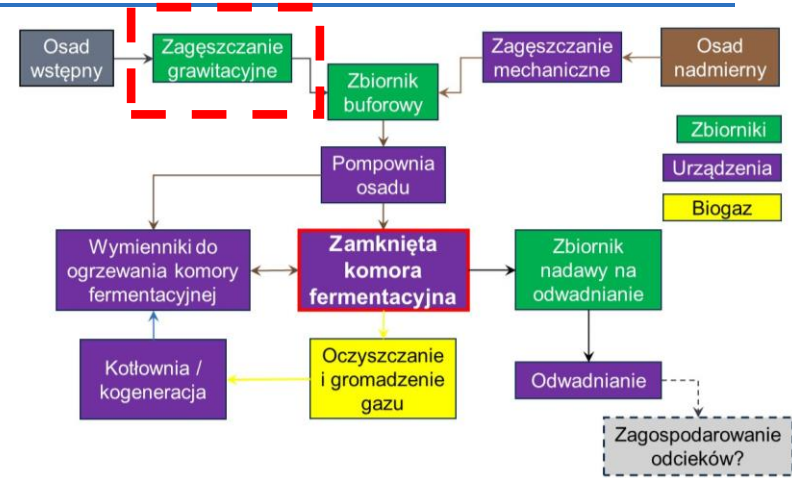 Osad
wstępny
Zagęszczanie
grawitacyjne
Zbiornik
buforowy
Zagęszczanie
mechaniczne
Osad
nadmierny
Zbiorniki
Urządzenia
Biogaz
Pompownia
osadu
Wymienniki do
ogrzewania komory
fermentacyjnej
Zamknięta
komora
fermentacyjna
Zbiornik
nadawy na
odwadnianie
Kotłownia /
kogeneracja
Oczyszczanie
i gromadzenie
gazu
Odwadnianie
Zagospodarowanie
odcieków?